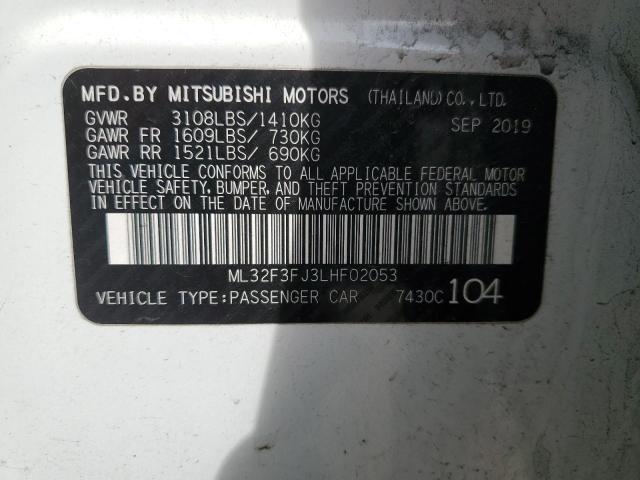 MFD.BY MITSUBISHI MOTORS (THAILAND) CO., LTD.
GVWR 3108LBS/1410KG SEP 2019
GAWR FR 1609LBS/ 730KG
GAWR RR 1521LBS/ 690KG
THIS VEHICLE CONFORMS TO ALL APPLICABLE FEDERAL MOTOR
VEHICLE SAFETY, BUMPER, AND THEFT PREVENTION STANDARDS
IN EFFECT ON THE DATE OF MANUFACTURE SHOWN ABOVE.
ML32F3FJ3LHF02053
VEHICLE TYPE:PASSENGER CAR 7430C 104